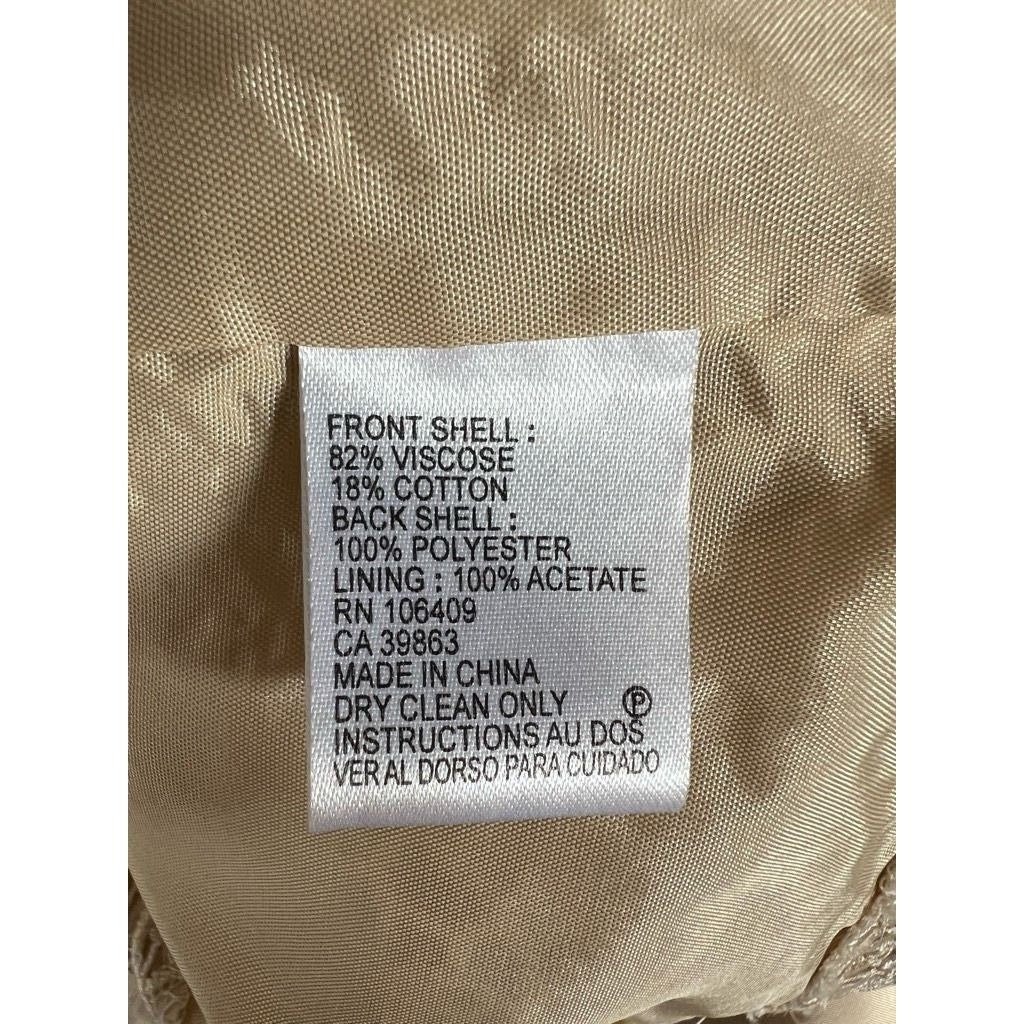 FRONT SHELL :
82% VISCOSE
18% COTTON
BACK SHELL :
100% POLYESTER
LINING : 100% ACETATE
RN 106409
CA 39863
MADE IN CHINA
DRY CLEAN ONLY Ⓟ
INSTRUCTIONS AU DOS
VER AL DORSO PARA CUIDADO